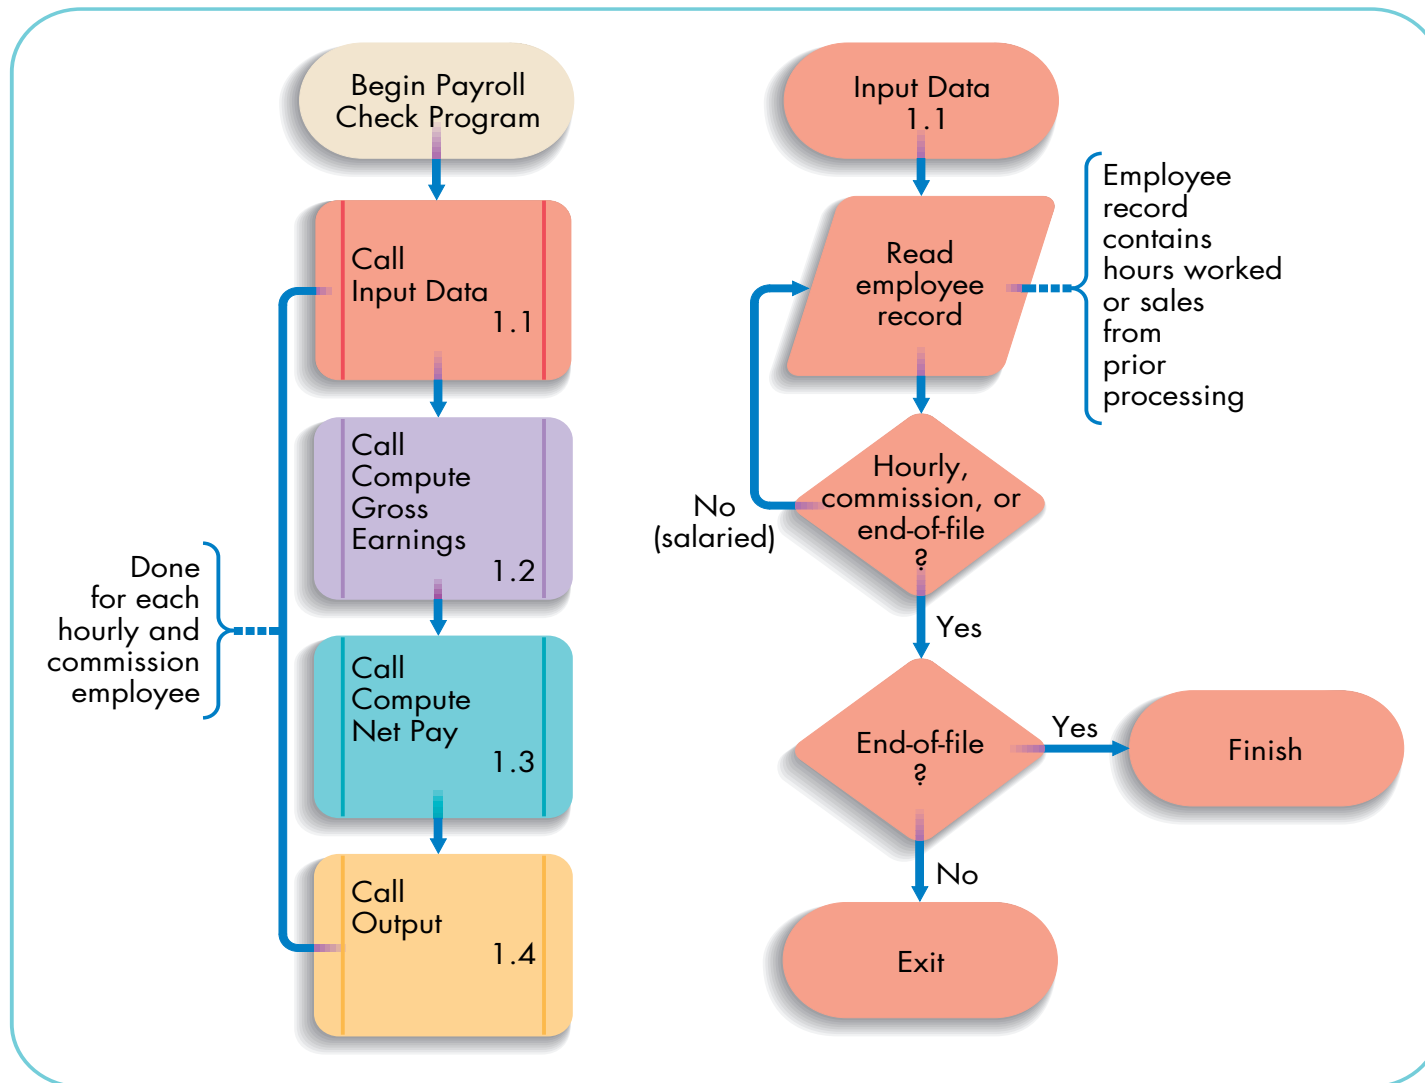 Begin Payroll
Check Program
Call
Input Data
1.1
Call
Compute
Gross
Earnings
1.2
Call
Compute
Net Pay
1.3
Call
Output
1.4
Done
for each
hourly and
commission
employee
Input Data
1.1
Read
employee
record
Employee
record
contains
hours worked
or sales
from
prior
processing
Hourly,
commission, or
end-of-file
?
No
(salaried)
Yes
End-of-file
?
Yes
Finish
No
Exit